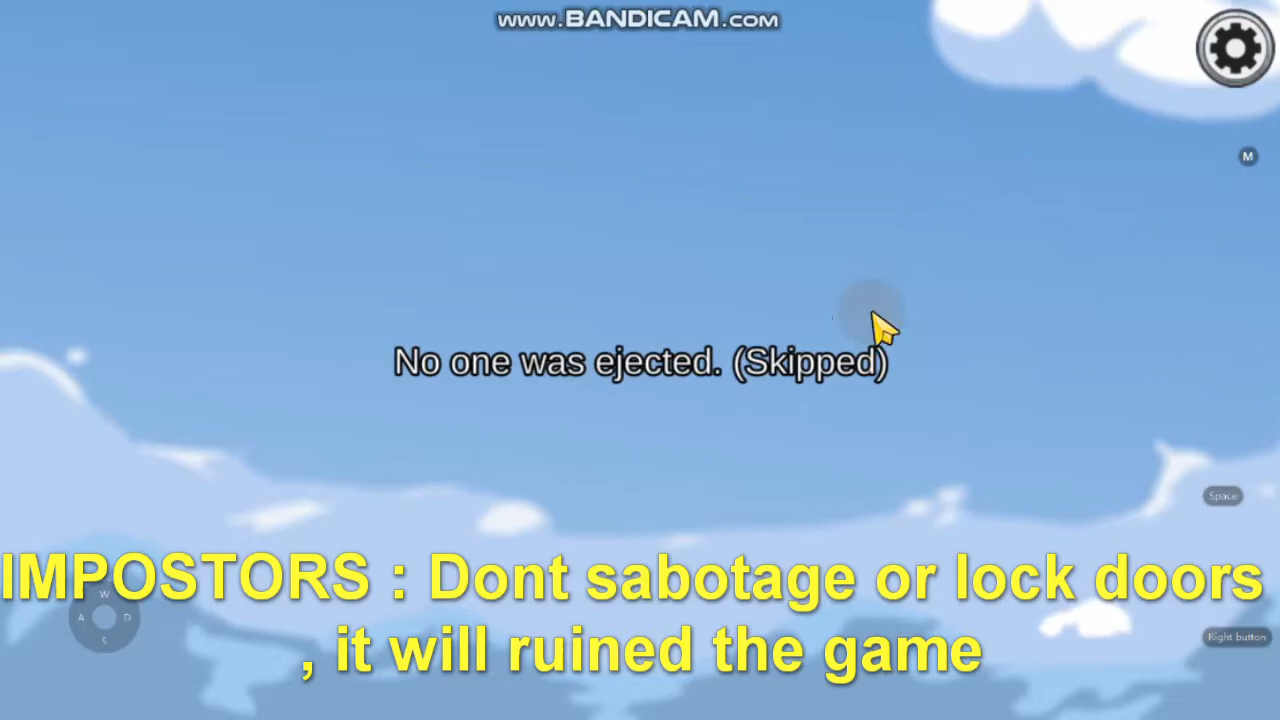 www.BANDICAM.com
M
No one was ejected. (Skipped)
Space
IMPOSTORS : Dont sabotage or lock doors
, it will ruined the game
W
A D
S
Right button